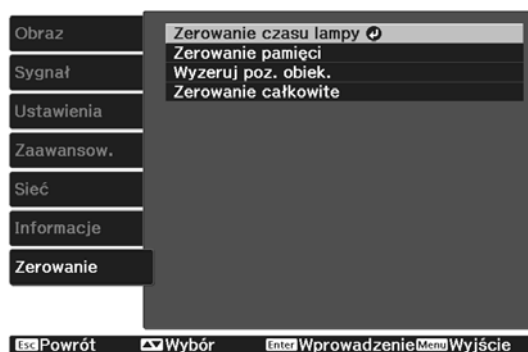 Obraz
Sygnał
Ustawienia
Zaawansow.
Sieć
Informacje
Zerowanie
Zerowanie czasu lampy
Zerowanie pamięci
Wyzeruj poz. obiek.
Zerowanie całkowite
Esc Powrót Wybór Enter Wprowadzenie Menu Wyjście